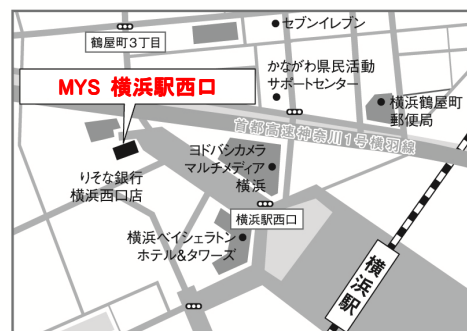 セブンイレブン
鶴屋町3丁目
かながわ県民活動
サポートセンター
MYS 横浜駅西口
横浜鶴屋町
郵便局
首都高速神奈川1号横羽線
ヨドバシカメラ
マルチメディア
横浜
りそな銀行
横浜西口店
横浜駅西口
横浜ベイシェラトン
ホテル&タワーズ
横浜駅